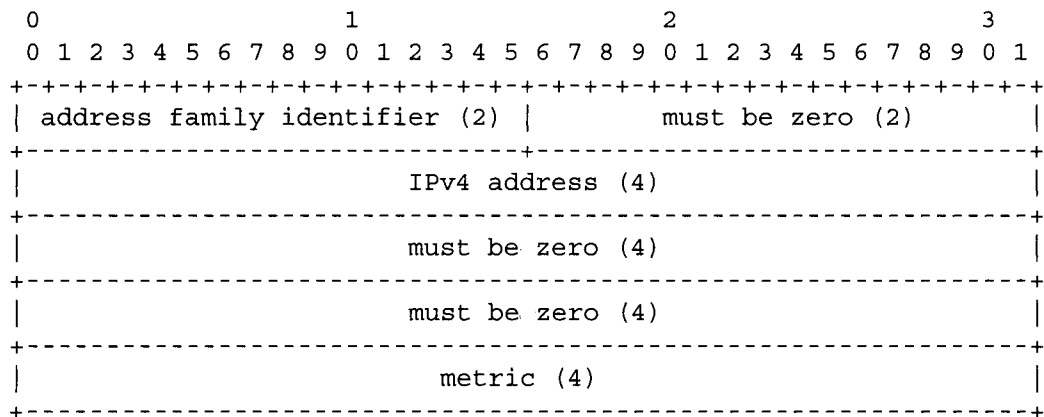 0 1 2 3
0 1 2 3 4 5 6 7 8 9 0 1 2 3 4 5 6 7 8 9 0 1 2 3 4 5 6 7 8 9 0 1
+-+-+-+-+-+-+-+-+-+-+-+-+-+-+-+-+-+-+-+-+-+-+-+-+-+-+-+-+-+-+-+-+
| address family identifier (2) | must be zero (2) |
+-------------------------------+-------------------------------+
| IPv4 address (4) |
+---------------------------------------------------------------+
| must be zero (4) |
+---------------------------------------------------------------+
| must be zero (4) |
+---------------------------------------------------------------+
| metric (4) |
+---------------------------------------------------------------+